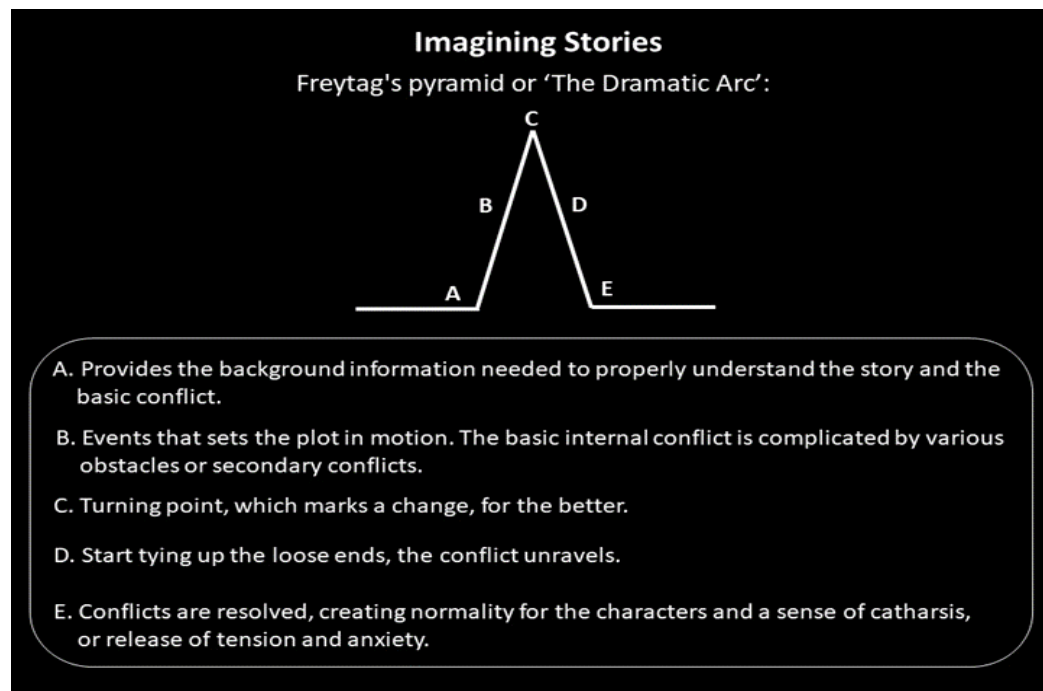 Imagining Stories
Freytag's pyramid or ‘The Dramatic Arc’:
C
B
D
A
E
A. Provides the background information needed to properly understand the story and the
basic conflict.
B. Events that sets the plot in motion. The basic internal conflict is complicated by various
obstacles or secondary conflicts.
C. Turning point, which marks a change, for the better.
D. Start tying up the loose ends, the conflict unravels.
E. Conflicts are resolved, creating normality for the characters and a sense of catharsis,
or release of tension and anxiety.